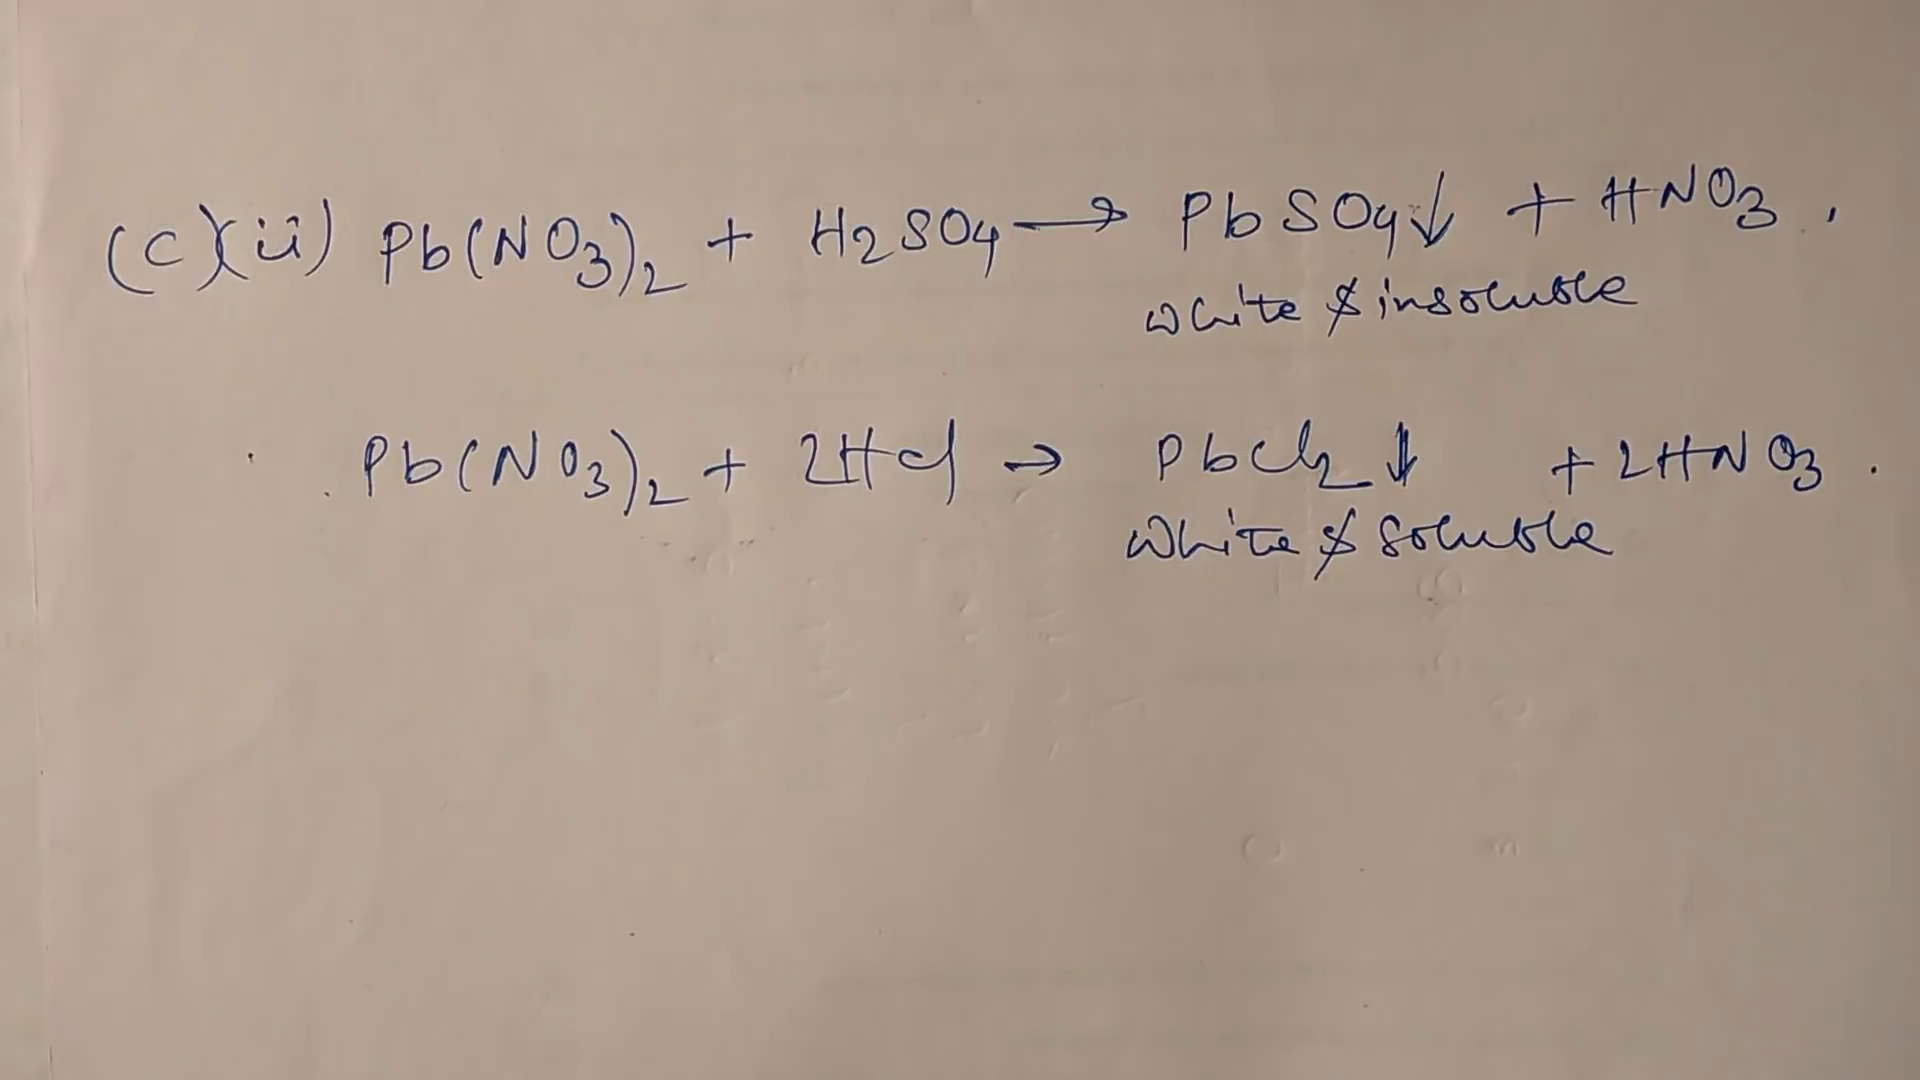 (c)(ii) Pb(NO3)2 + H2SO4 → PbSO4↓ + HNO3.
white & insoluble
Pb(NO3)2 + 2HCl → PbCl2↓ + 2HNO3.
White & soluble